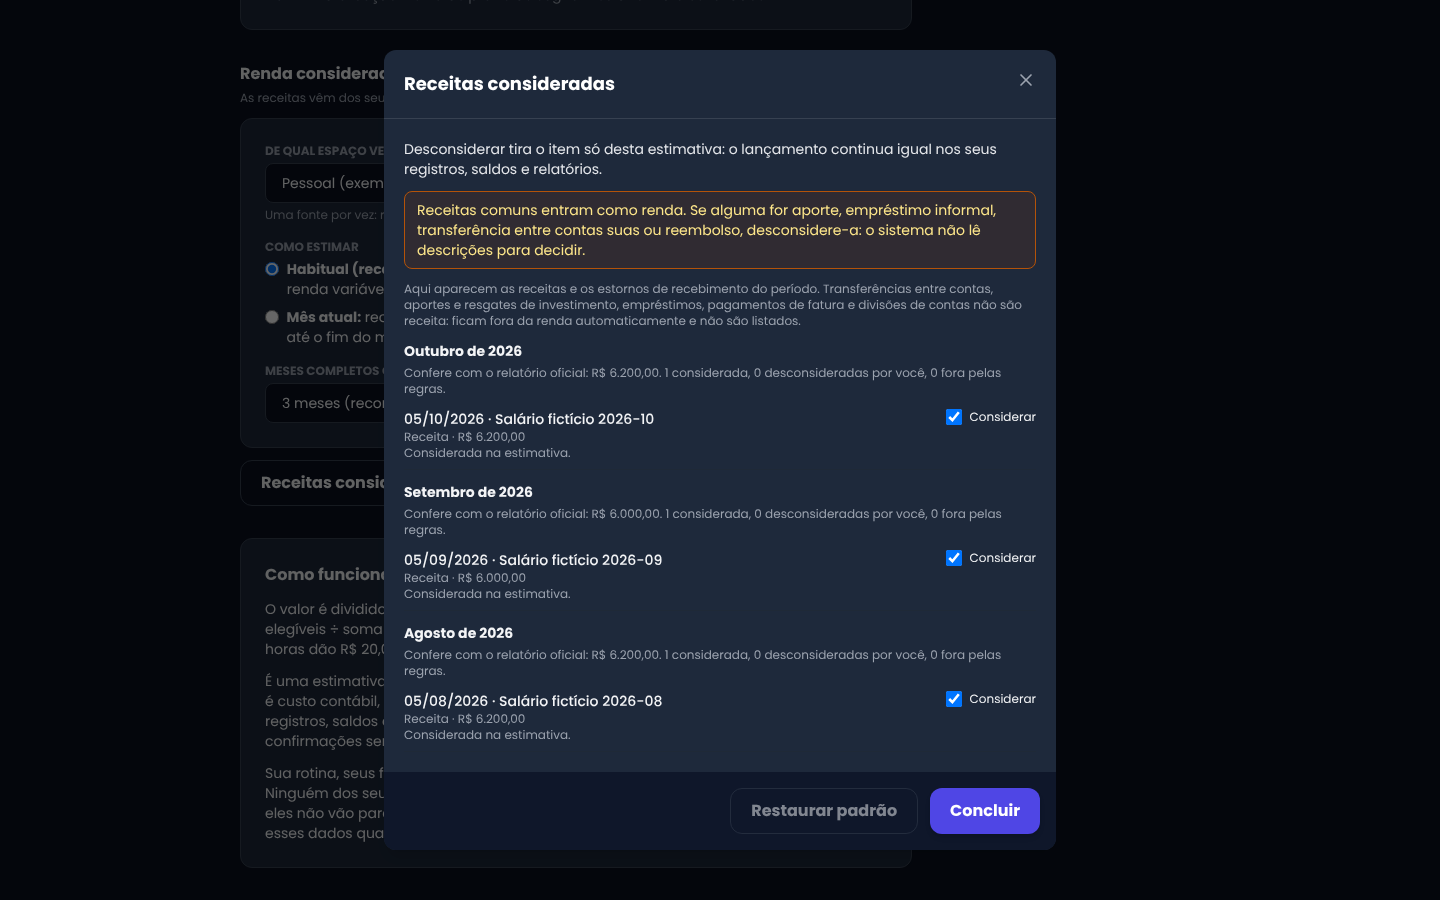 Renda considera
As receitas vêm dos seu
DE QUAL ESPAÇO VE
Pessoal (exem
Uma fonte por vez: r
COMO ESTIMAR
Habitual (rece
renda variáve
Mês atual: rec
até o fim do m
MESES COMPLETOS
3 meses (recor
Receitas consid
Como funciona
O valor é dividido
elegíveis ÷ soma
horas dão R$ 20,0
É uma estimativa
é custo contábil,
registros, saldos e
confirmações ser
Sua rotina, seus f
Ninguém dos seu
eles não vão para
esses dados qua
Receitas consideradas
Desconsiderar tira o item só desta estimativa: o lançamento continua igual nos seus
registros, saldos e relatórios.
Receitas comuns entram como renda. Se alguma for aporte, empréstimo informal,
transferência entre contas suas ou reembolso, desconsidere-a: o sistema não lê
descrições para decidir.
Aqui aparecem as receitas e os estornos de recebimento do período. Transferências entre contas,
aportes e resgates de investimento, empréstimos, pagamentos de fatura e divisões de contas não são
receita: ficam fora da renda automaticamente e não são listados.
Outubro de 2026
Confere com o relatório oficial: R$ 6.200,00. 1 considerada, 0 desconsideradas por você, 0 fora pelas
regras.
05/10/2026 · Salário fictício 2026-10
Considerar
Receita · R$ 6.200,00
Considerada na estimativa.
Setembro de 2026
Confere com o relatório oficial: R$ 6.000,00. 1 considerada, 0 desconsideradas por você, 0 fora pelas
regras.
05/09/2026 · Salário fictício 2026-09
Considerar
Receita · R$ 6.000,00
Considerada na estimativa.
Agosto de 2026
Confere com o relatório oficial: R$ 6.200,00. 1 considerada, 0 desconsideradas por você, 0 fora pelas
regras.
05/08/2026 · Salário fictício 2026-08
Considerar
Receita · R$ 6.200,00
Considerada na estimativa.
Restaurar padrão
Concluir